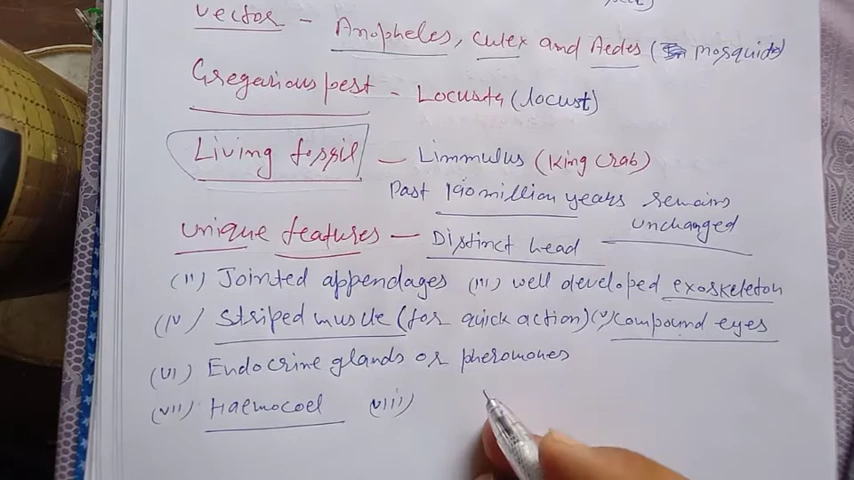 vector - Anopheles, culex and Aedes ( mosquito)
Gregarious pest - Locusta (locust)
Living fossil - Limmulus (King crab)
Past 190 million years remains
unchanged
unique features - Distinct head
(ii) Jointed appendages (iii) well developed exoskeleton
(iv) Striped muscle (for quick action) (v) compound eyes
(vi) Endocrine glands or pheromones
(vii) Haemocoel (viii)